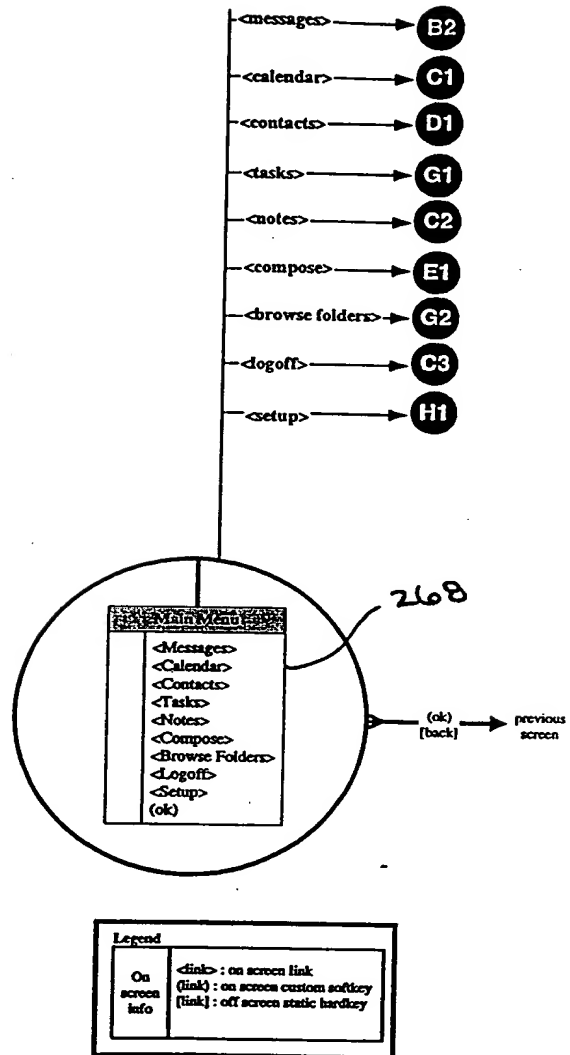 <messages> B2
<calendar> C1
<contacts> D1
<tasks> G1
<notes> C2
<compose> E1
<browse folders> G2
<logoff> C3
<setup> H1
Main Menu
<Messages>
<Calendar>
<Contacts>
<Tasks>
<Notes>
<Compose>
<Browse Folders>
<Logoff>
<Setup>
(ok)
268
(ok)
[back]
previous
screen
Legend
On
screen
info
<link> : on screen link
(link) : on screen custom softkey
[link] : off screen static hardkey